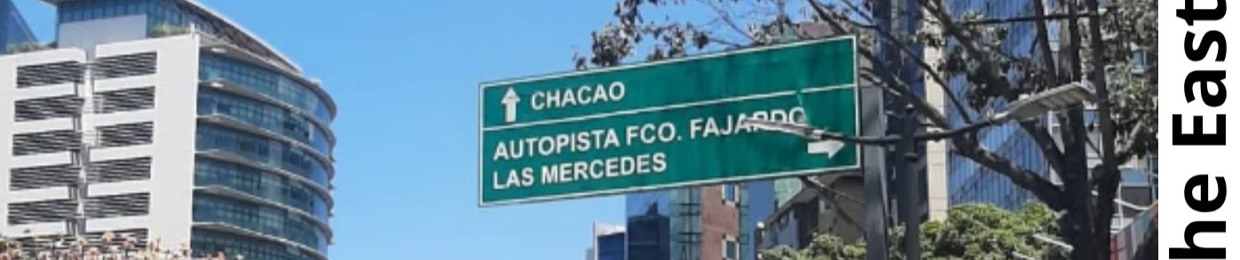 CHACAO
AUTOPISTA FCO. FAJARDO
LAS MERCEDES
he East